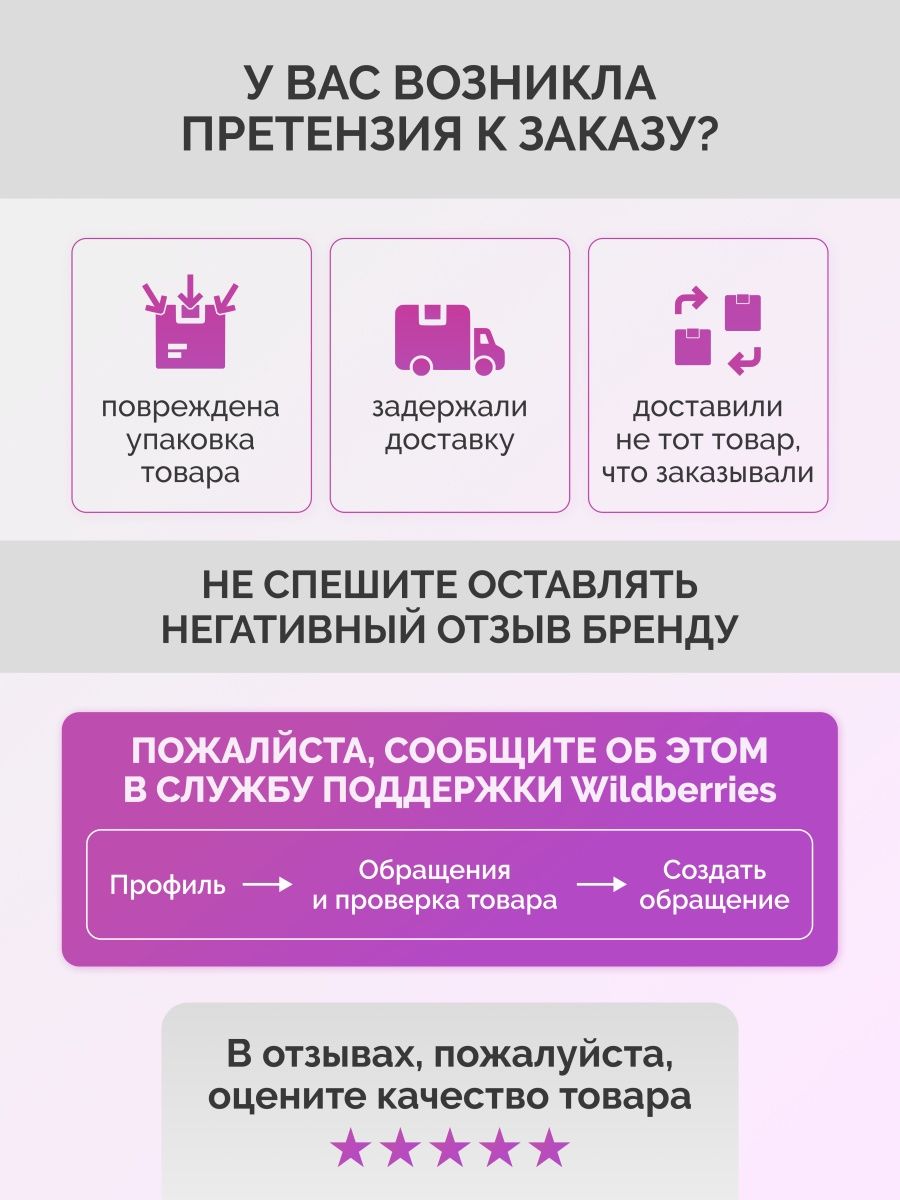 У ВАС ВОЗНИКЛА
ПРЕТЕНЗИЯ К ЗАКАЗУ?
повреждена
упаковка
товара
задержали
доставку
доставили
не тот товар,
что заказывали
НЕ СПЕШИТЕ ОСТАВЛЯТЬ
НЕГАТИВНЫЙ ОТЗЫВ БРЕНДУ
ПОЖАЛЙСТА, СООБЩИТЕ ОБ ЭТОМ
В СЛУЖБУ ПОДДЕРЖКИ Wildberries
Профиль
Обращения
и проверка товара
Создать
обращение
В отзывах, пожалуйста,
оцените качество товара